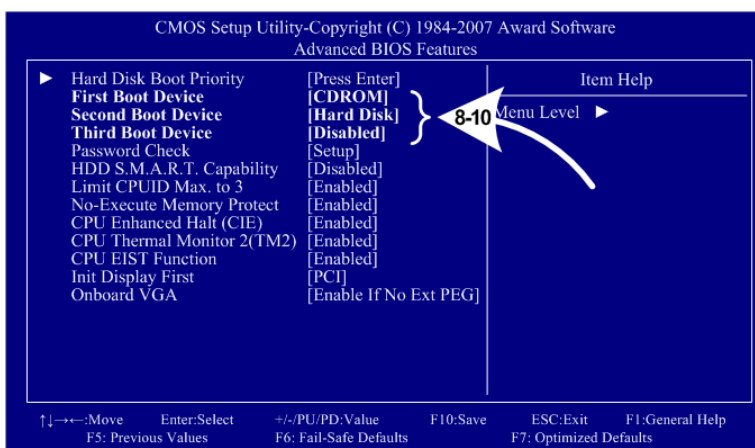 CMOS Setup Utility-Copyright (C) 1984-2007 Award Software
Advanced BIOS Features
► Hard Disk Boot Priority [Press Enter] Item Help
First Boot Device [CDROM]
Second Boot Device [Hard Disk] 8-10 Menu Level ►
Third Boot Device [Disabled]
Password Check [Setup]
HDD S.M.A.R.T. Capability [Disabled]
Limit CPUID Max. to 3 [Enabled]
No-Execute Memory Protect [Enabled]
CPU Enhanced Halt (CIE) [Enabled]
CPU Thermal Monitor 2(TM2) [Enabled]
CPU EIST Function [Enabled]
Init Display First [PCI]
Onboard VGA [Enable If No Ext PEG]
↑↓→←:Move Enter:Select +/-/PU/PD:Value F10:Save ESC:Exit F1:General Help
F5: Previous Values F6: Fail-Safe Defaults F7: Optimized Defaults